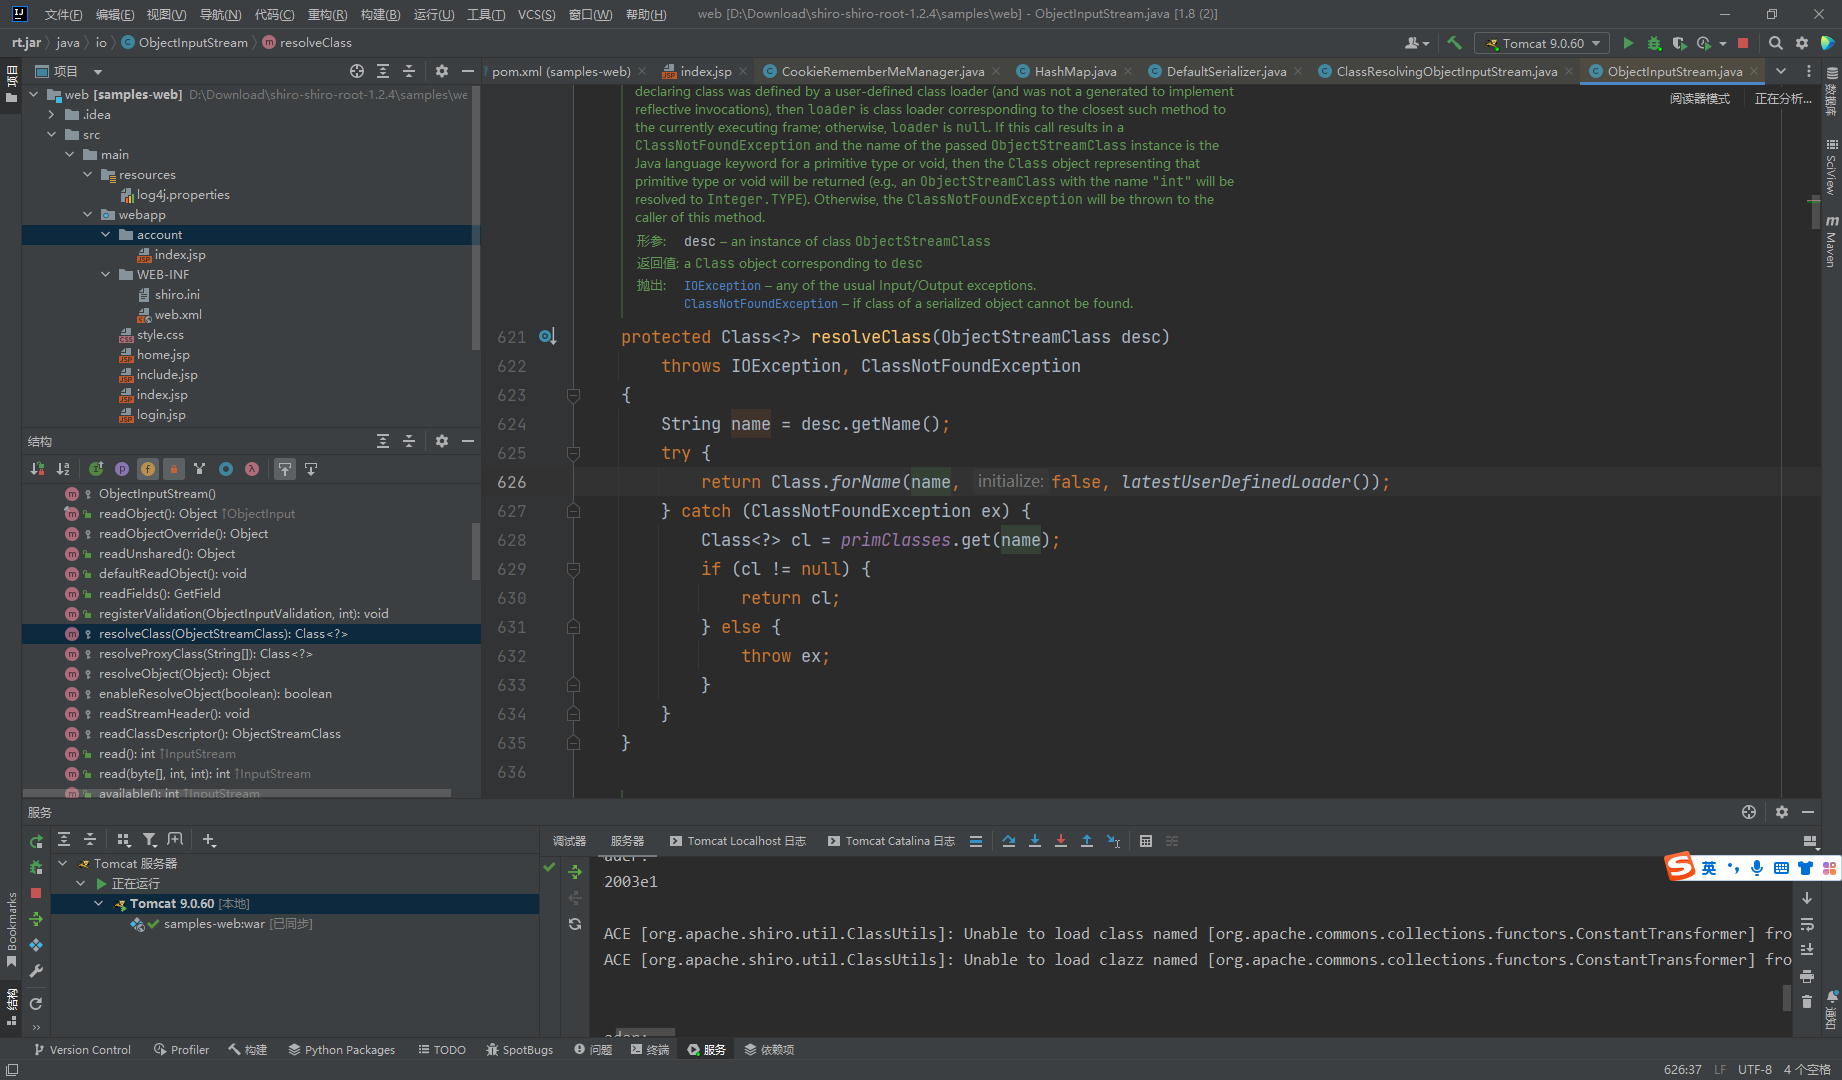 文件(F) 编辑(E) 视图(V) 导航(N) 代码(C) 重构(R) 构建(B) 运行(U) 工具(T) VCS(S) 窗口(W) 帮助(H) web [D:\Download\shiro-shiro-root-1.2.4\samples\web] - ObjectInputStream.java [1.8 (2)]
rt.jar java io ObjectInputStream resolveClass Tomcat 9.0.60
项目
pom.xml (samples-web) index.jsp CookieRememberMeManager.java HashMap.java DefaultSerializer.java ClassResolvingObjectInputStream.java ObjectInputStream.java
web [samples-web] D:\Download\shiro-shiro-root-1.2.4\samples\we
.idea
src
main
resources
log4j.properties
webapp
account
index.jsp
WEB-INF
shiro.ini
web.xml
style.css
home.jsp
include.jsp
index.jsp
login.jsp
结构
ObjectInputStream()
readObject(): Object ↑ObjectInput
readObjectOverride(): Object
readUnshared(): Object
defaultReadObject(): void
readFields(): GetField
registerValidation(ObjectInputValidation, int): void
resolveClass(ObjectStreamClass): Class<?>
resolveProxyClass(String[]): Class<?>
resolveObject(Object): Object
enableResolveObject(boolean): boolean
readStreamHeader(): void
readClassDescriptor(): ObjectStreamClass
read(): int ↑InputStream
read(byte[], int, int): int ↑InputStream
available(): int ↑InputStream
阅读器模式 正在分析...
declaring class was defined by a user-defined class loader (and was not a generated to implement
reflective invocations), then loader is class loader corresponding to the closest such method to
the currently executing frame; otherwise, loader is null. If this call results in a
ClassNotFoundException and the name of the passed ObjectStreamClass instance is the
Java language keyword for a primitive type or void, then the Class object representing that
primitive type or void will be returned (e.g., an ObjectStreamClass with the name "int" will be
resolved to Integer.TYPE). Otherwise, the ClassNotFoundException will be thrown to the
caller of this method.
形参: desc – an instance of class ObjectStreamClass
返回值: a Class object corresponding to desc
抛出: IOException – any of the usual Input/Output exceptions.
ClassNotFoundException – if class of a serialized object cannot be found.
621 protected Class<?> resolveClass(ObjectStreamClass desc)
622 throws IOException, ClassNotFoundException
623 {
624 String name = desc.getName();
625 try {
626 return Class.forName(name, initialize: false, latestUserDefinedLoader());
627 } catch (ClassNotFoundException ex) {
628 Class<?> cl = primClasses.get(name);
629 if (cl != null) {
630 return cl;
631 } else {
632 throw ex;
633 }
634 }
635 }
636
数据库
SciView
Maven
通知
项目
Bookmarks
结构
服务
Tomcat 服务器
正在运行
Tomcat 9.0.60 [本地]
samples-web:war [已同步]
调试器 服务器 Tomcat Localhost 日志 Tomcat Catalina 日志
2003e1
ACE [org.apache.shiro.util.ClassUtils]: Unable to load class named [org.apache.commons.collections.functors.ConstantTransformer] fro
ACE [org.apache.shiro.util.ClassUtils]: Unable to load clazz named [org.apache.commons.collections.functors.ConstantTransformer] fro
英
Version Control Profiler 构建 Python Packages TODO SpotBugs 问题 终端 服务 依赖项
626:37 LF UTF-8 4 个空格